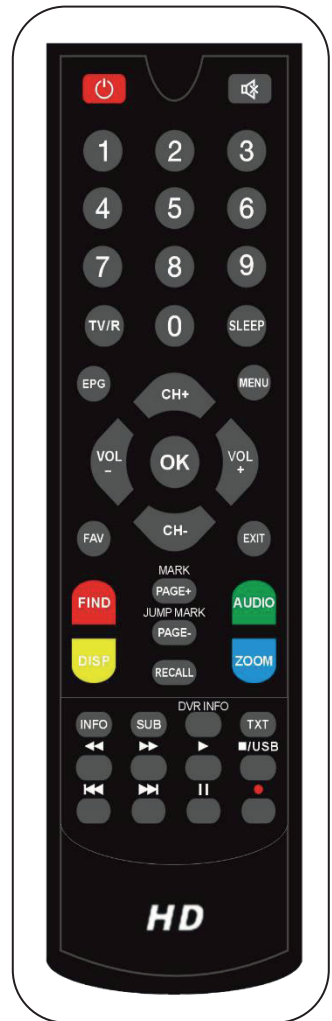 1 2 3
4 5 6
7 8 9
TV/R 0 SLEEP
EPG CH+ MENU
VOL - OK VOL +
FAV CH- EXIT
MARK
FIND PAGE+ AUDIO
JUMP MARK
DISP PAGE- ZOOM
RECALL
DVR INFO
INFO SUB TXT
■/USB
HD